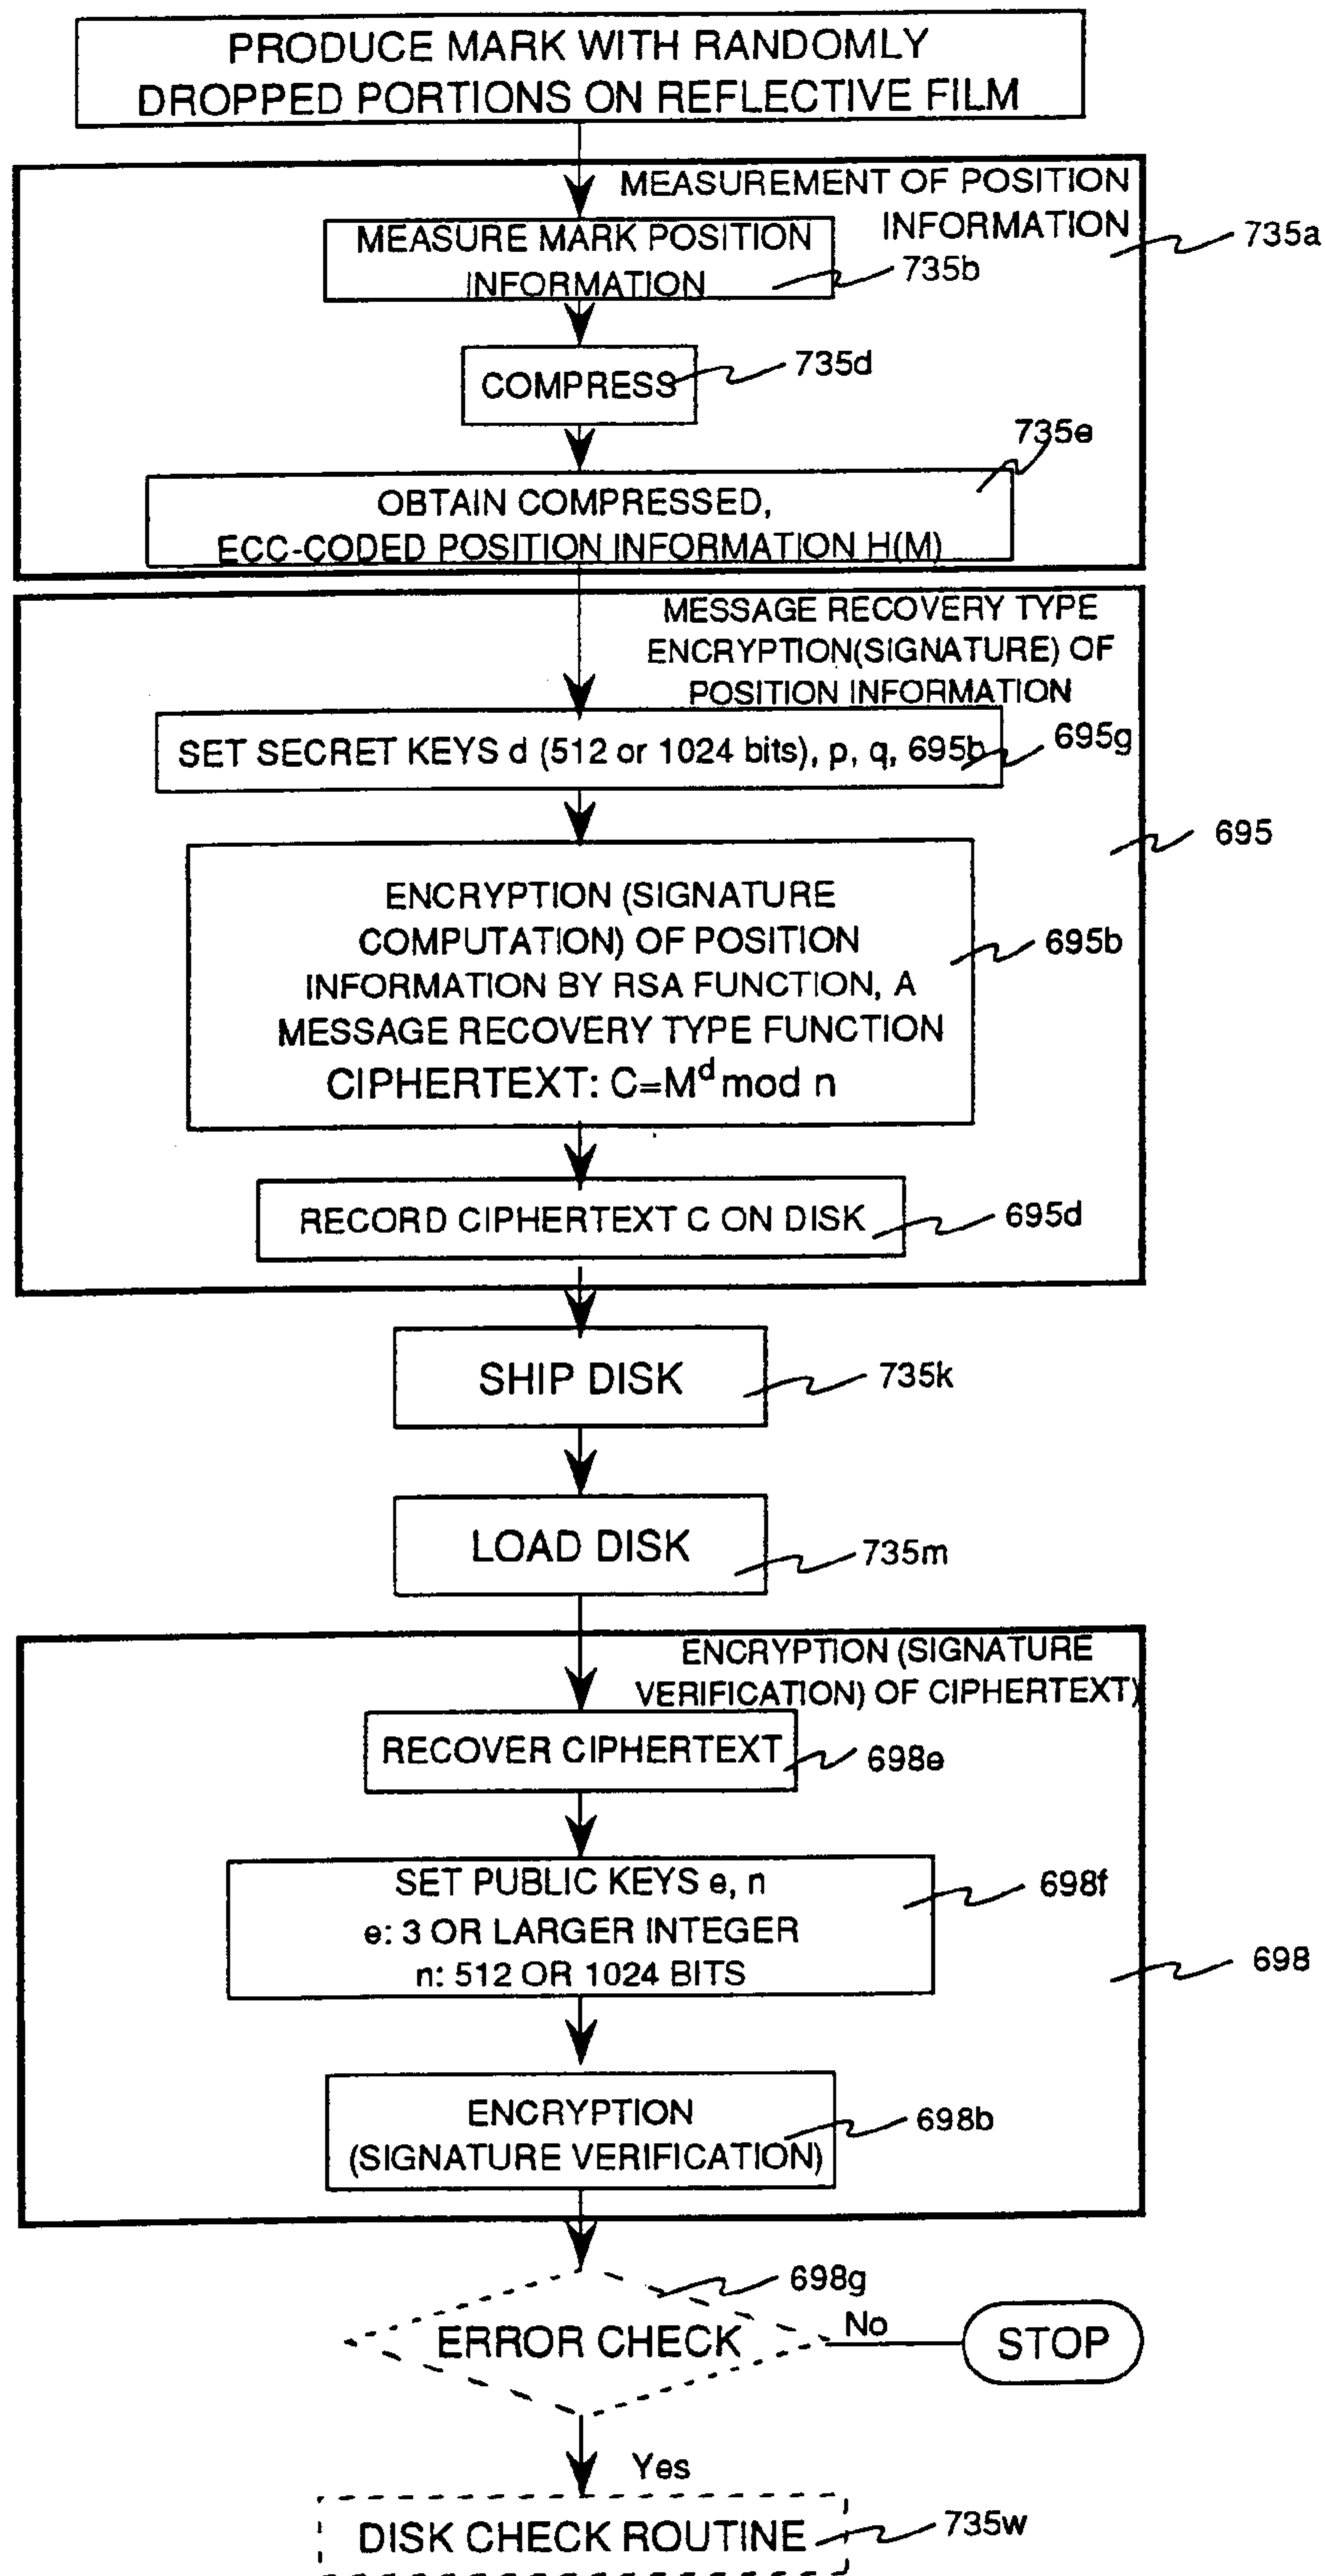 PRODUCE MARK WITH RANDOMLY
DROPPED PORTIONS ON REFLECTIVE FILM
MEASUREMENT OF POSITION
INFORMATION
735a
MEASURE MARK POSITION
INFORMATION
735b
COMPRESS
735d
735e
OBTAIN COMPRESSED,
ECC-CODED POSITION INFORMATION H(M)
MESSAGE RECOVERY TYPE
ENCRYPTION(SIGNATURE) OF
POSITION INFORMATION
SET SECRET KEYS d (512 or 1024 bits), p, q, 695b
695g
695
ENCRYPTION (SIGNATURE
COMPUTATION) OF POSITION
INFORMATION BY RSA FUNCTION, A
MESSAGE RECOVERY TYPE FUNCTION
CIPHERTEXT: C=M^d mod n
695b
RECORD CIPHERTEXT C ON DISK
695d
SHIP DISK
735k
LOAD DISK
735m
ENCRYPTION (SIGNATURE
VERIFICATION) OF CIPHERTEXT)
RECOVER CIPHERTEXT
698e
SET PUBLIC KEYS e, n
e: 3 OR LARGER INTEGER
n: 512 OR 1024 BITS
698f
698
ENCRYPTION
(SIGNATURE VERIFICATION)
698b
698g
ERROR CHECK
No
STOP
Yes
DISK CHECK ROUTINE
735w